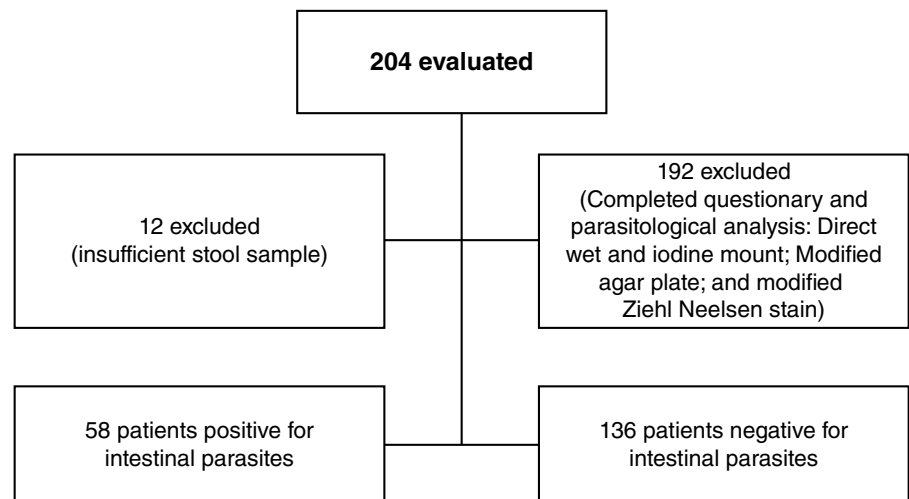 204 evaluated
12 excluded
(insufficient stool sample)
192 excluded
(Completed questionary and
parasitological analysis: Direct
wet and iodine mount; Modified
agar plate; and modified
Ziehl Neelsen stain)
58 patients positive for
intestinal parasites
136 patients negative for
intestinal parasites